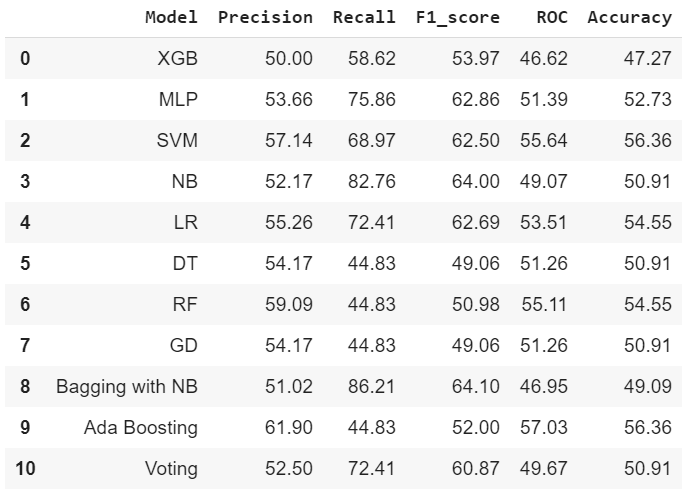 Model Precision Recall F1_score ROC Accuracy
0 XGB 50.00 58.62 53.97 46.62 47.27
1 MLP 53.66 75.86 62.86 51.39 52.73
2 SVM 57.14 68.97 62.50 55.64 56.36
3 NB 52.17 82.76 64.00 49.07 50.91
4 LR 55.26 72.41 62.69 53.51 54.55
5 DT 54.17 44.83 49.06 51.26 50.91
6 RF 59.09 44.83 50.98 55.11 54.55
7 GD 54.17 44.83 49.06 51.26 50.91
8 Bagging with NB 51.02 86.21 64.10 46.95 49.09
9 Ada Boosting 61.90 44.83 52.00 57.03 56.36
10 Voting 52.50 72.41 60.87 49.67 50.91